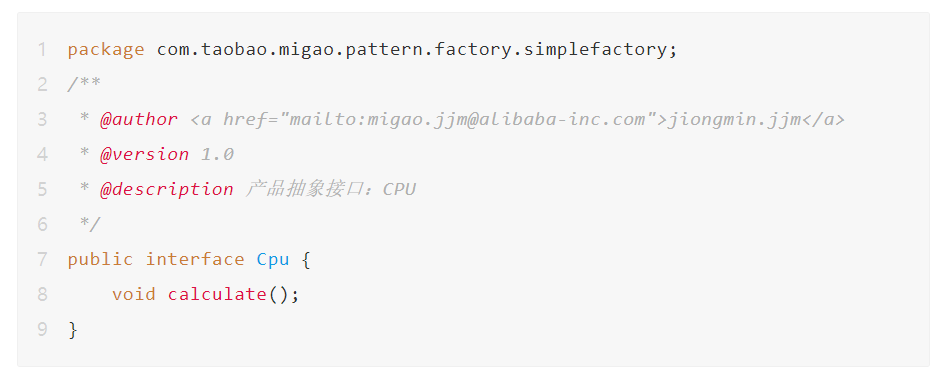 1 package com.taobao.migao.pattern.factory.simplefactory;
2 /**
3  * @author <a href="mailto:migao.jjm@alibaba-inc.com">jiongmin.jjm</a>
4  * @version 1.0
5  * @description 产品抽象接口：CPU
6  */
7 public interface Cpu {
8     void calculate();
9 }